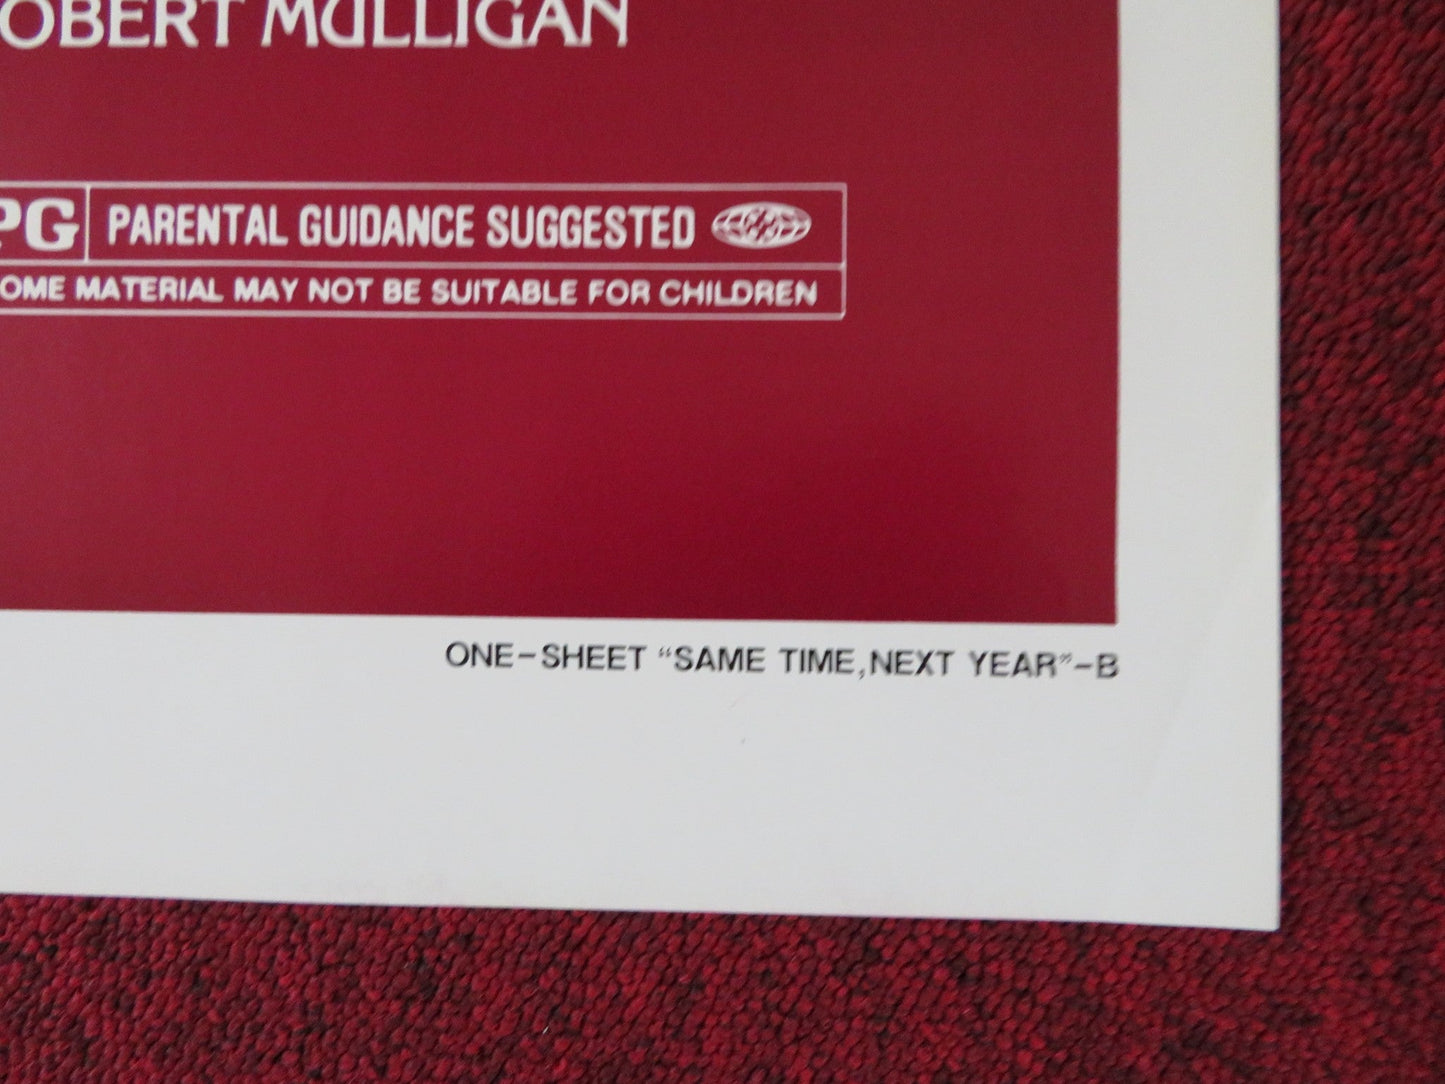 OBERT MULLIGAN
PG PARENTAL GUIDANCE SUGGESTED
OME MATERIAL MAY NOT BE SUITABLE FOR CHILDREN
ONE-SHEET “SAME TIME, NEXT YEAR”-B